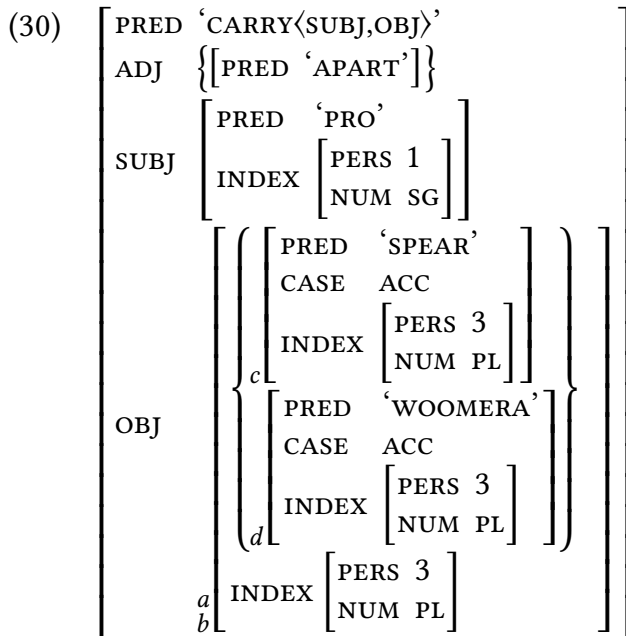 (30)
PRED ‘CARRY⟨SUBJ,OBJ⟩’
ADJ {[PRED ‘APART’]}
SUBJ
PRED ‘PRO’
INDEX
PERS 1
NUM SG
OBJ
PRED ‘SPEAR’
CASE ACC
INDEX
PERS 3
NUM PL
c
PRED ‘WOOMERA’
CASE ACC
INDEX
PERS 3
NUM PL
d
INDEX
PERS 3
NUM PL
a
b